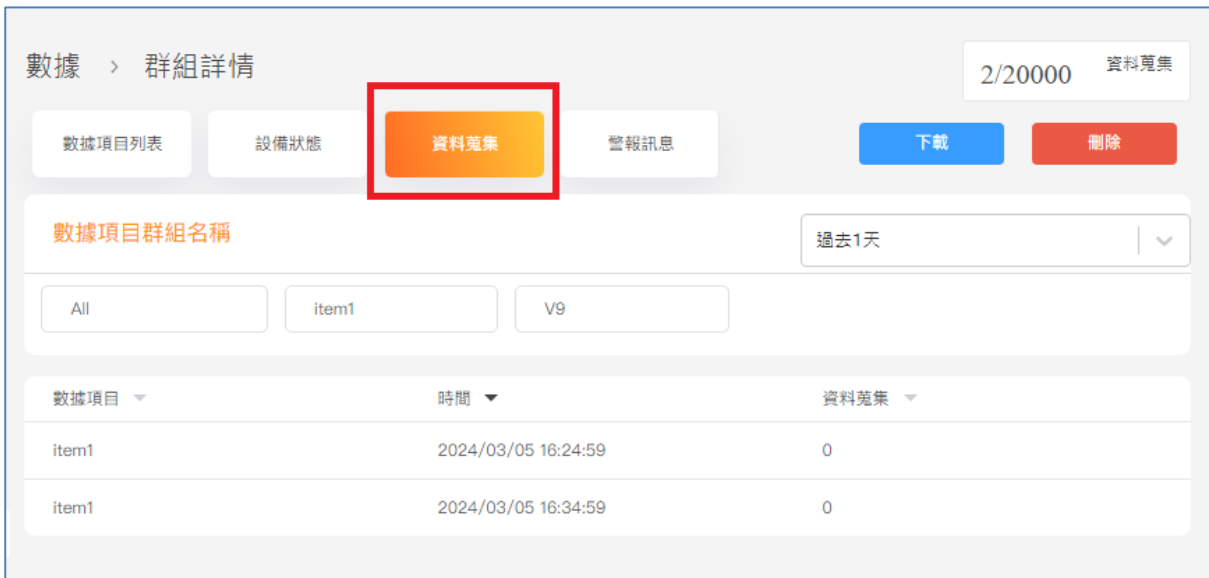 數據 > 群組詳情
2/20000 資料蒐集
數據項目列表 設備狀態 資料蒐集 警報訊息 下載 刪除
數據項目群組名稱 過去1天
All item1 V9
數據項目 時間 資料蒐集
item1 2024/03/05 16:24:59 0
item1 2024/03/05 16:34:59 0